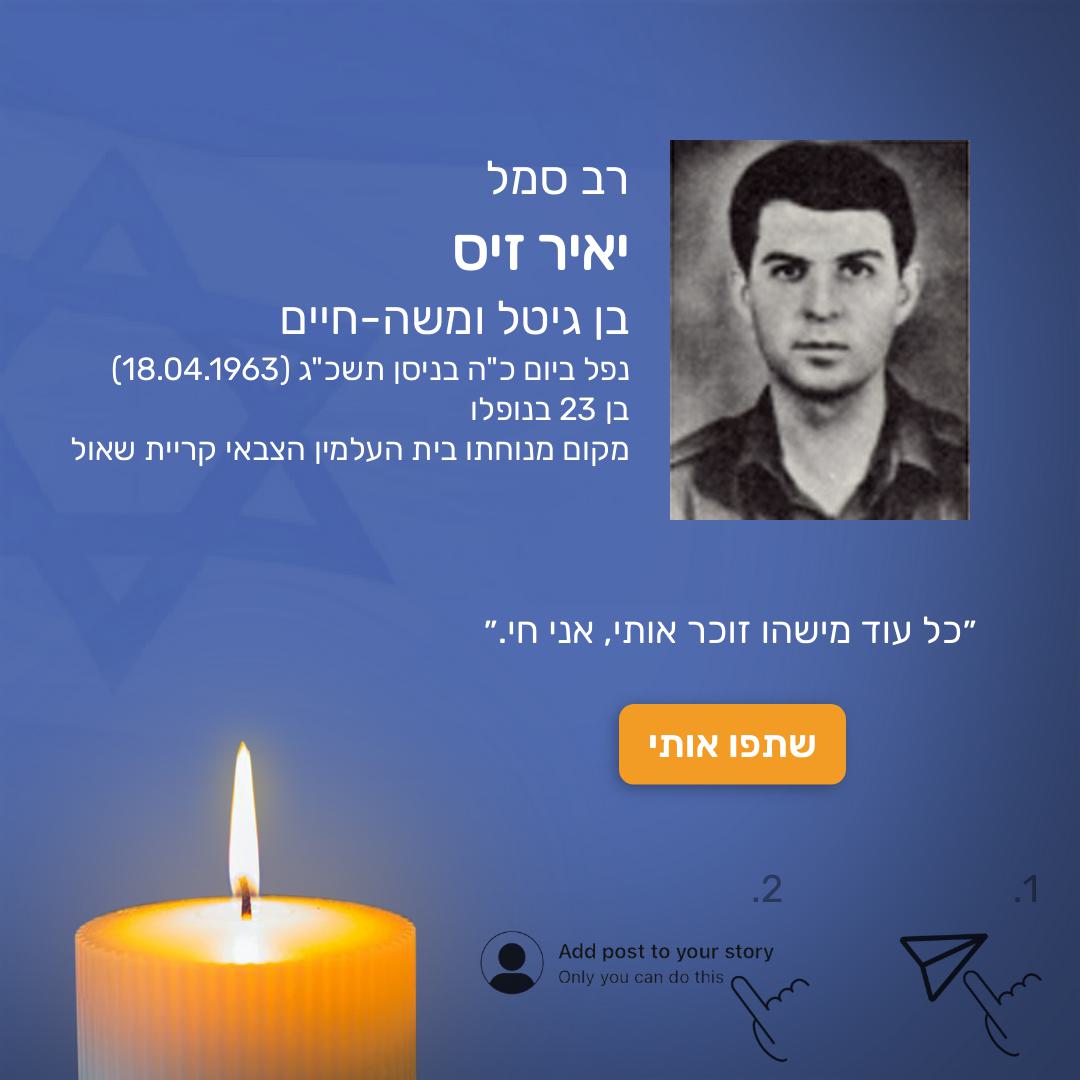 רב סמל
יאיר זיס
בן גיטל ומשה-חיים
נפל ביום כ"ה בניסן תשכ"ג (18.04.1963)
בן 23 בנופלו
מקום מנוחתו בית העלמין הצבאי קריית שאול
״כל עוד מישהו זוכר אותי, אני חי.״
שתפו אותי
.1
.2
Add post to your story
Only you can do this